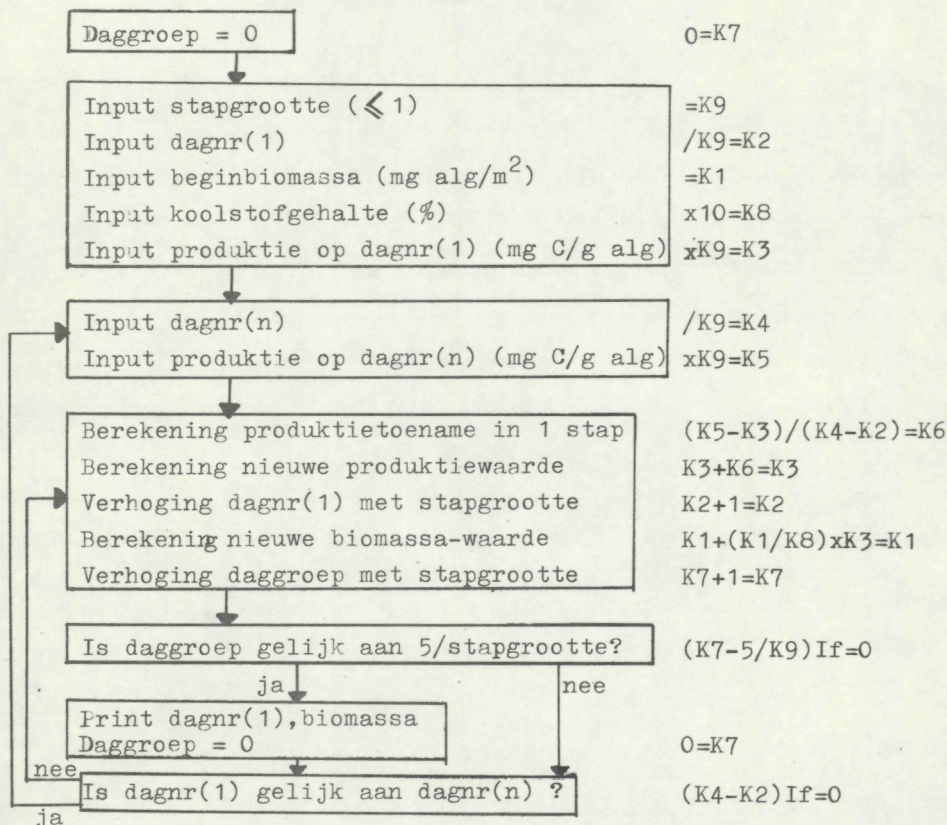 Daggroep = 0 0=K7
Input stapgrootte (⩽ 1) =K9
Input dagnr(1) /K9=K2
Input beginbiomassa (mg alg/m²) =K1
Input koolstofgehalte (%) x10=K8
Input produktie op dagnr(1) (mg C/g alg) xK9=K3
Input dagnr(n) /K9=K4
Input produktie op dagnr(n) (mg C/g alg) xK9=K5
Berekening produktietoename in 1 stap (K5-K3)/(K4-K2)=K6
Berekening nieuwe produktiewaarde K3+K6=K3
Verhoging dagnr(1) met stapgrootte K2+1=K2
Berekening nieuwe biomassa-waarde K1+(K1/K8)xK3=K1
Verhoging daggroep met stapgrootte K7+1=K7
Is daggroep gelijk aan 5/stapgrootte? (K7-5/K9)If=0
ja nee
Print dagnr(1),biomassa
Daggroep = 0 0=K7
nee
Is dagnr(1) gelijk aan dagnr(n) ? (K4-K2)If=0
ja